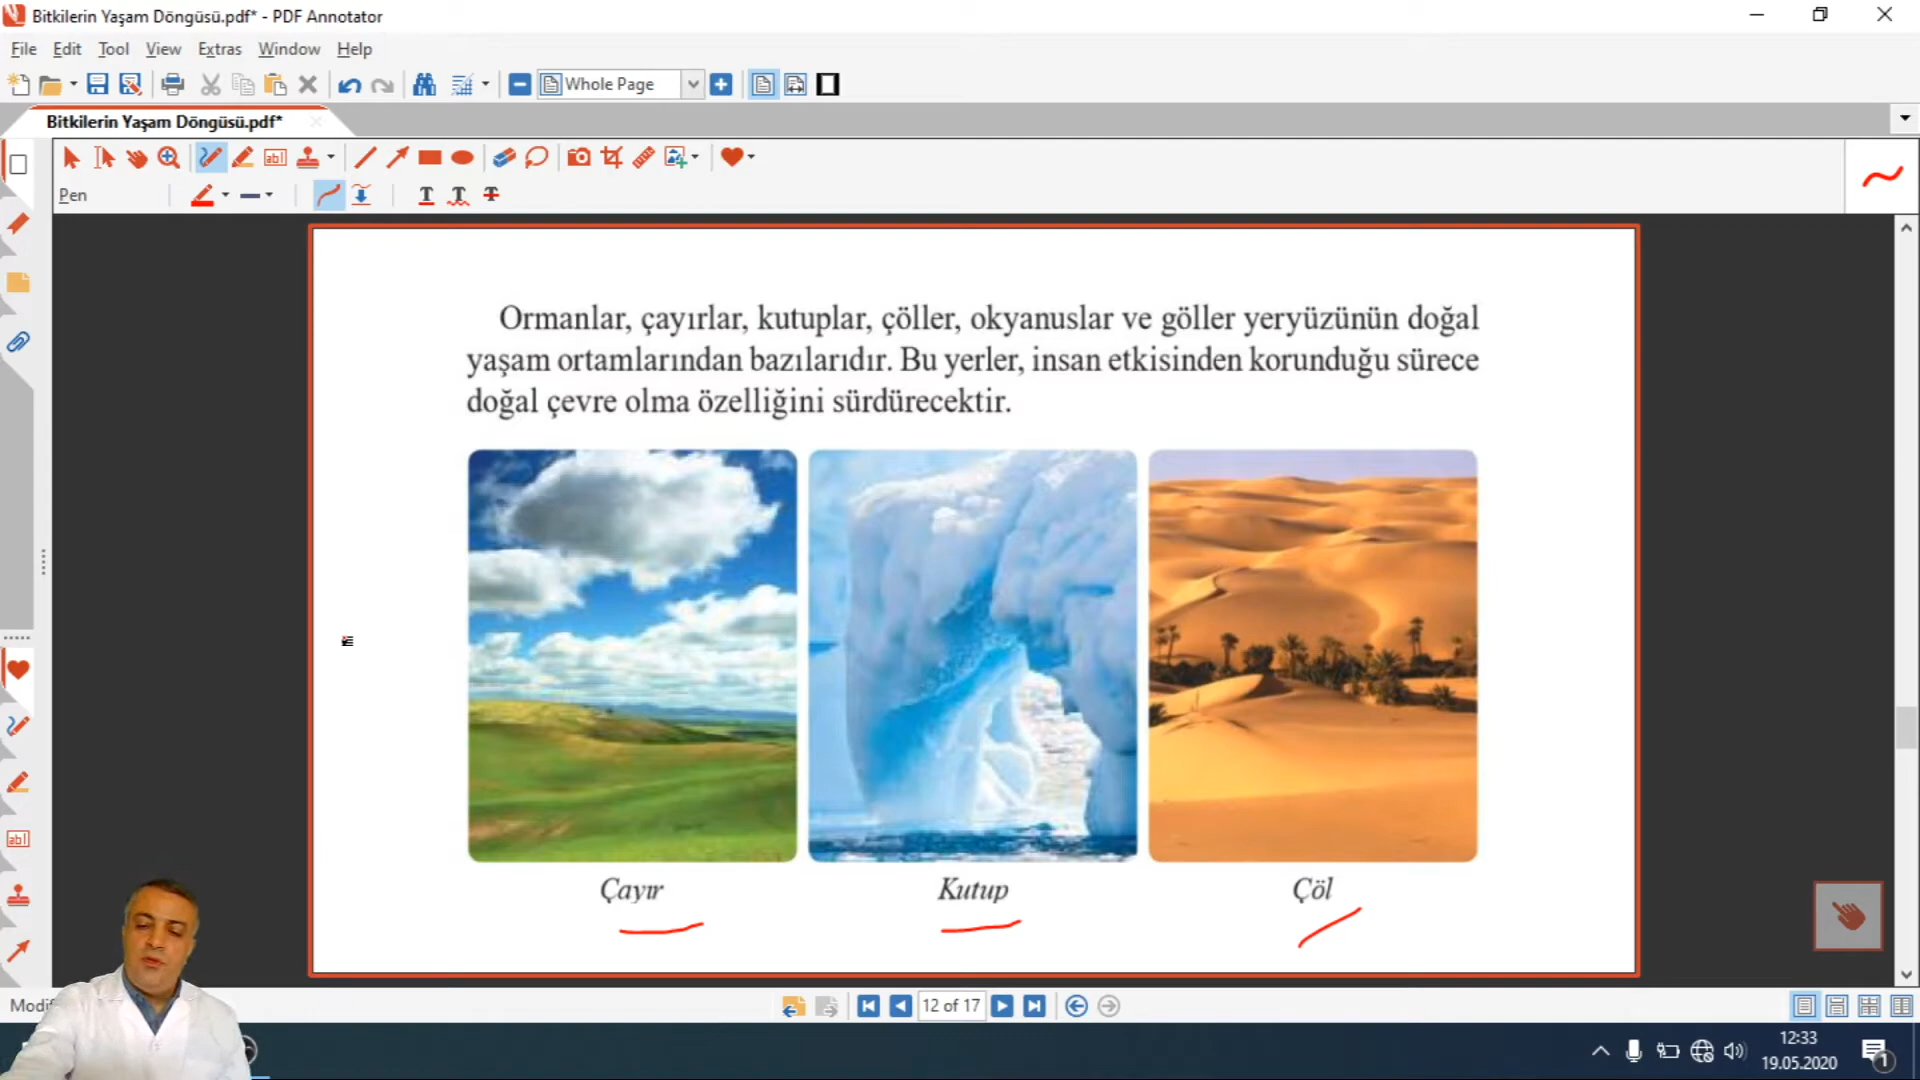 Bitkilerin Yaşam Döngüsü.pdf* - PDF Annotator
File Edit Tool View Extras Window Help
Whole Page
Bitkilerin Yaşam Döngüsü.pdf*
Pen
Ormanlar, çayırlar, kutuplar, çöller, okyanuslar ve göller yeryüzünün doğal
yaşam ortamlarından bazılarıdır. Bu yerler, insan etkisinden korunduğu sürece
doğal çevre olma özelliğini sürdürecektir.
Çayır Kutup Çöl
12 of 17
12:33
19.05.2020
1